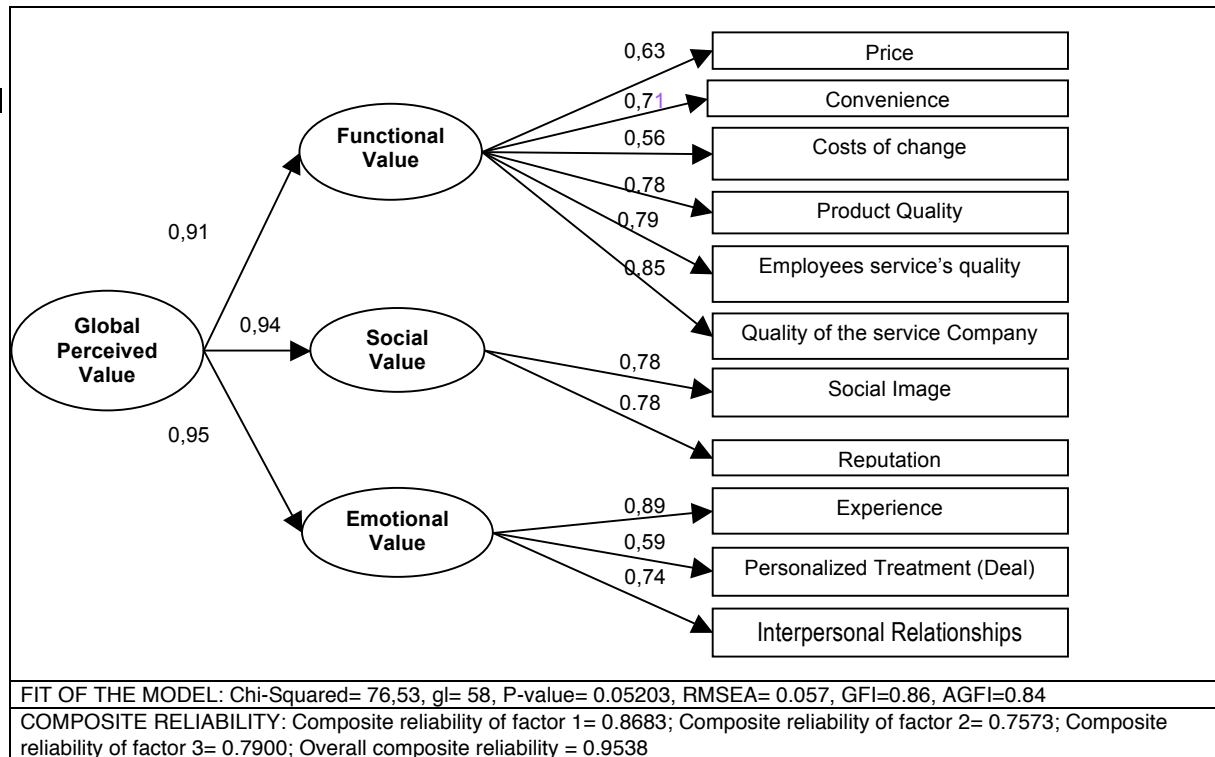 0,63
Price
0,71
Convenience
Functional
Value
0,56
Costs of change
0,78
Product Quality
0,79
Employees service's quality
0,91
0,85
Quality of the service Company
Global
Perceived
Value
0,94
Social
Value
0,78
Social Image
0.78
Reputation
0,95
Emotional
Value
0,89
Experience
0,59
Personalized Treatment (Deal)
0,74
Interpersonal Relationships
FIT OF THE MODEL: Chi-Squared= 76,53, gl= 58, P-value= 0.05203, RMSEA= 0.057, GFI=0.86, AGFI=0.84
COMPOSITE RELIABILITY: Composite reliability of factor 1= 0.8683; Composite reliability of factor 2= 0.7573; Composite
reliability of factor 3= 0.7900; Overall composite reliability = 0.9538